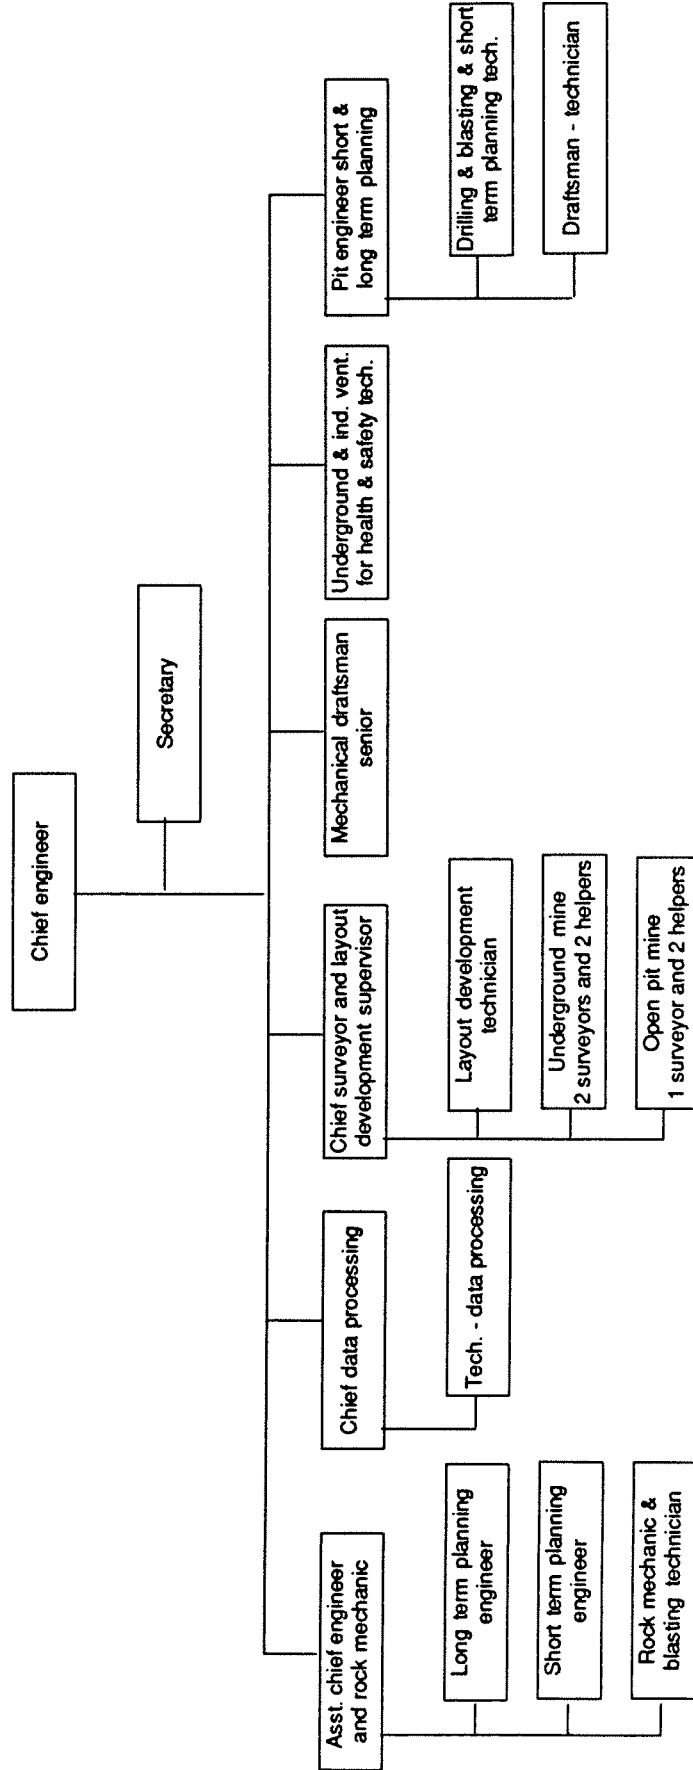 Chief engineer
Secretary
Asst. chief engineer
and rock mechanic
Chief data processing
Chief surveyor and layout
development supervisor
Mechanical draftsman
senior
Underground & ind. vent.
for health & safety tech.
Pit engineer short &
long term planning
Long term planning
engineer
Short term planning
engineer
Rock mechanic &
blasting technician
Tech. - data processing
Layout development
technician
Underground mine
2 surveyors and 2 helpers
Open pit mine
1 surveyor and 2 helpers
Drilling & blasting & short
term planning tech.
Draftsman - technician